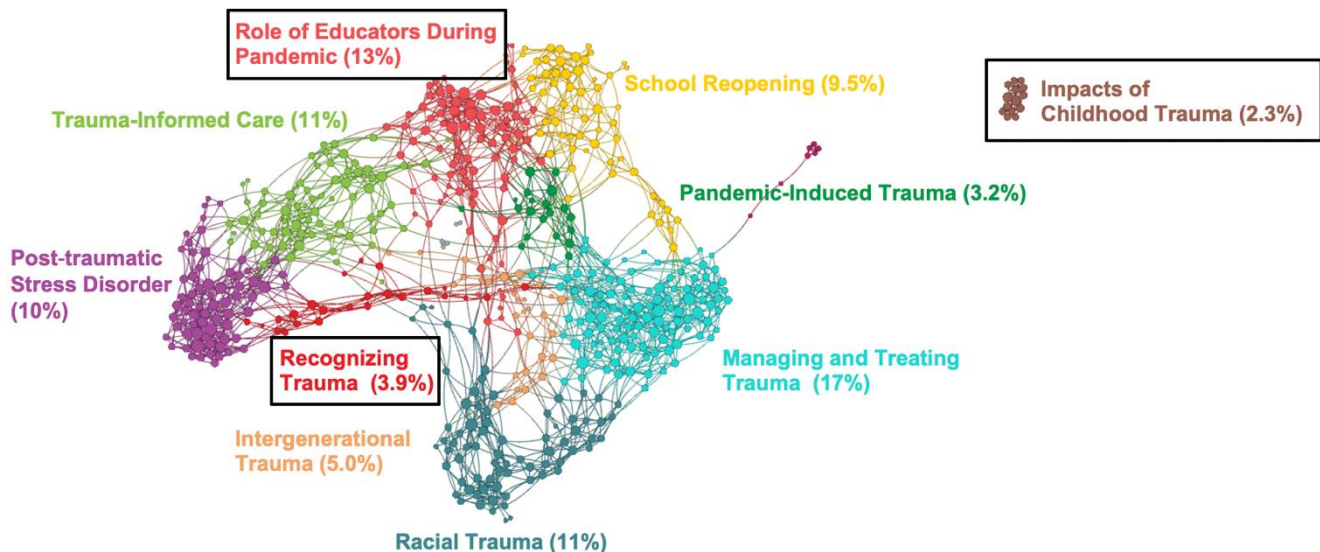 Role of Educators During
Pandemic (13%)
School Reopening (9.5%)
Impacts of
Childhood Trauma (2.3%)
Trauma-Informed Care (11%)
Pandemic-Induced Trauma (3.2%)
Post-traumatic
Stress Disorder
(10%)
Recognizing
Trauma (3.9%)
Managing and Treating
Trauma (17%)
Intergenerational
Trauma (5.0%)
Racial Trauma (11%)